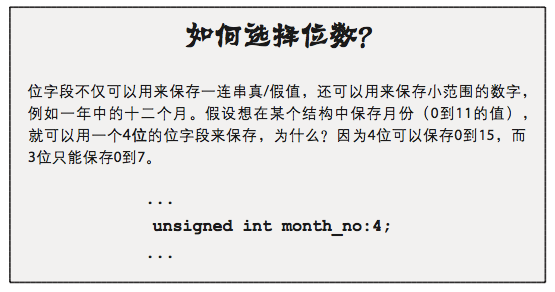 如何选择位数?
位字段不仅可以用来保存一连串真/假值，还可以用来保存小范围的数字，
例如一年中的十二个月。假设想在某个结构中保存月份（0到11的值），
就可以用一个4位的位字段来保存，为什么？因为4位可以保存0到15，而
3位只能保存0到7。
...
unsigned int month_no:4;
...